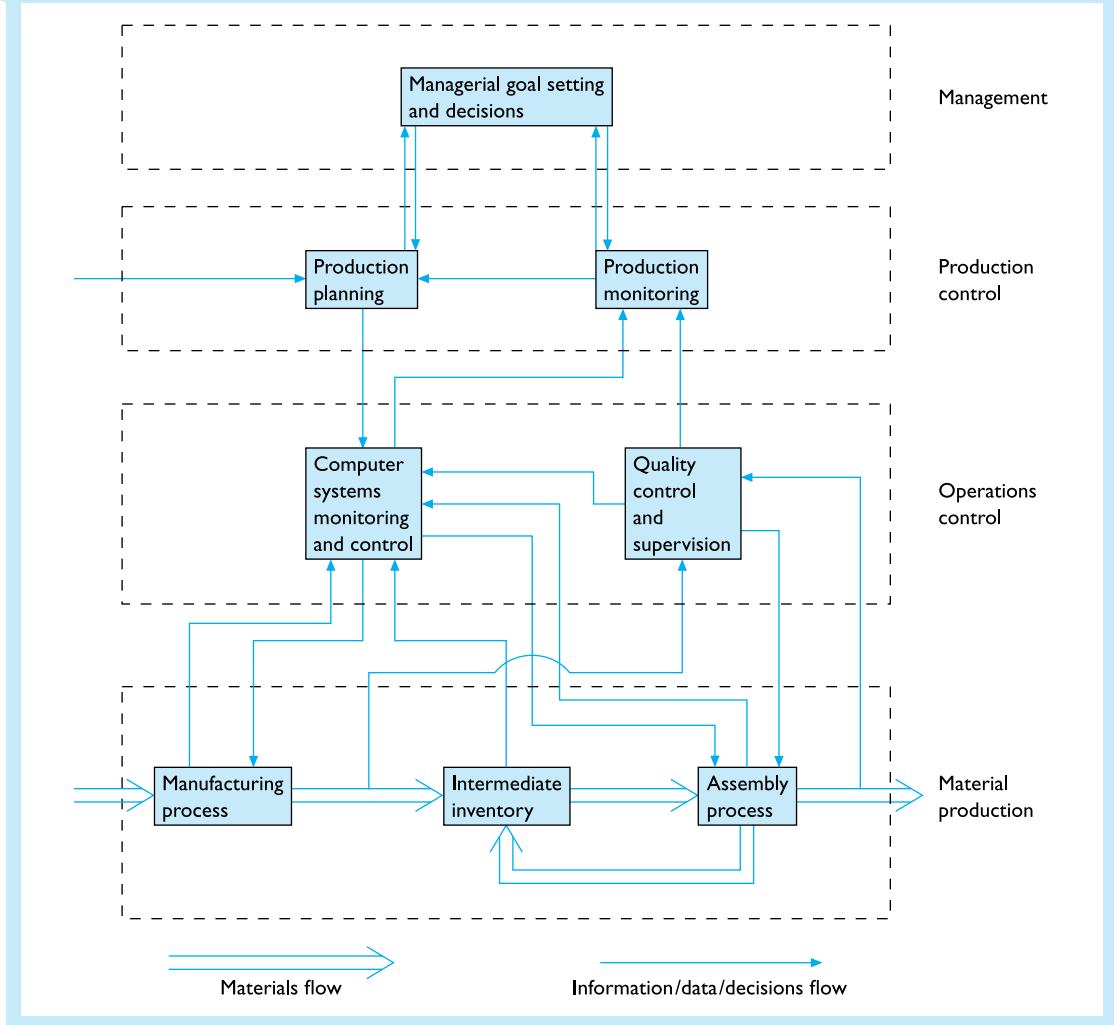 Managerial goal setting
and decisions
Management
Production
planning
Production
monitoring
Production
control
Computer
systems
monitoring
and control
Quality
control
and
supervision
Operations
control
Manufacturing
process
Intermediate
inventory
Assembly
process
Material
production
Materials flow
Information/data/decisions flow